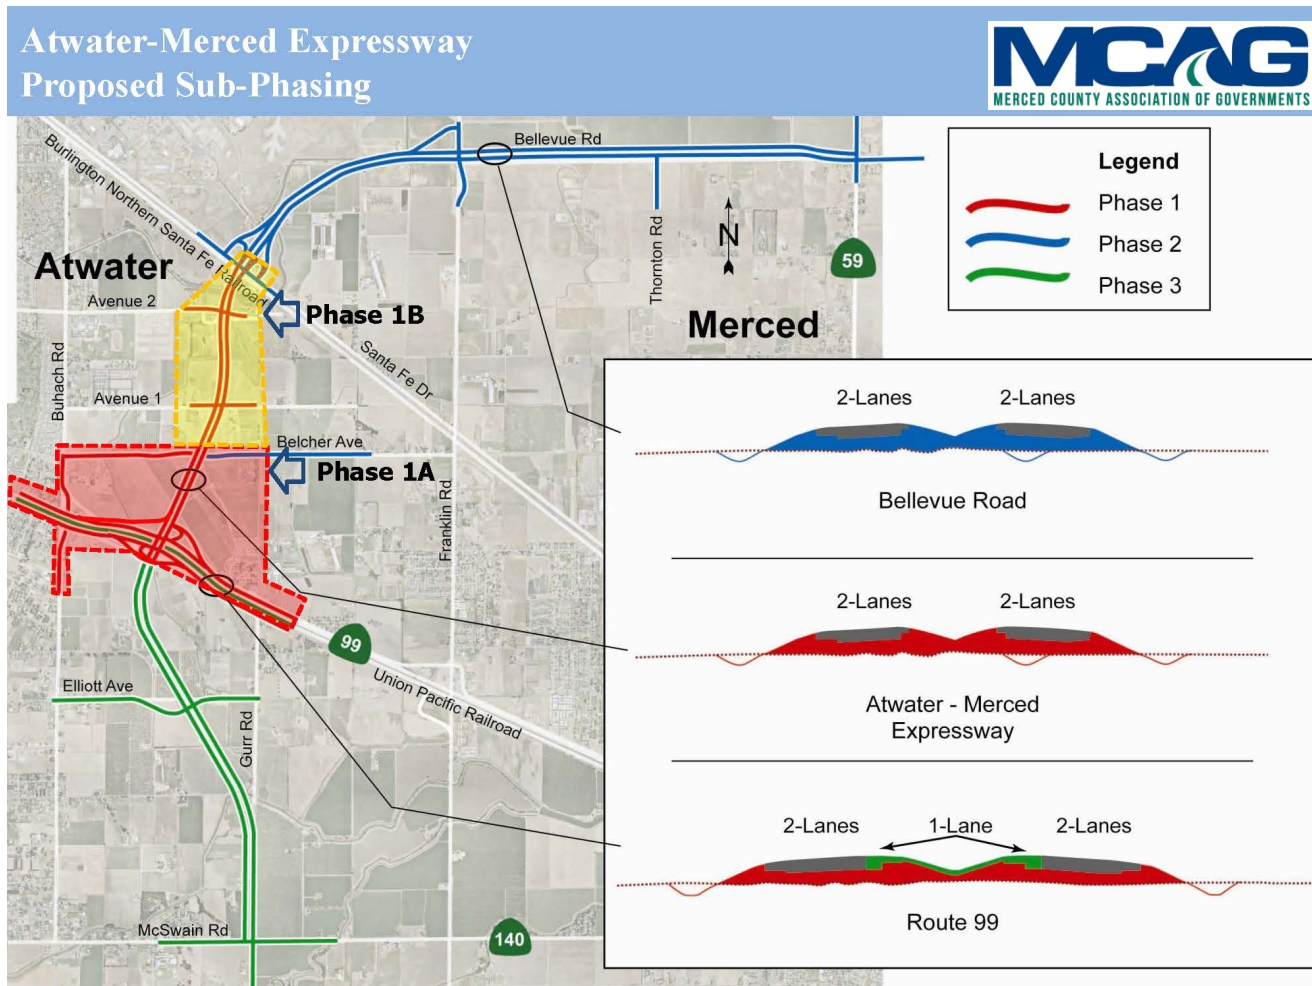 Atwater-Merced Expressway
Proposed Sub-Phasing
MCAG
MERCED COUNTY ASSOCIATION OF GOVERNMENTS
Bellevue Rd
Burlington Northern Santa Fe Railroad
Atwater
Avenue 2
Phase 1B
Thornton Rd
N
59
Merced
Santa Fe Dr
Buhach Rd
Avenue 1
Belcher Ave
Phase 1A
Franklin Rd
99
Union Pacific Railroad
Elliott Ave
Gurr Rd
McSwain Rd
140
Legend
Phase 1
Phase 2
Phase 3
2-Lanes
2-Lanes
Bellevue Road
2-Lanes
2-Lanes
Atwater - Merced
Expressway
2-Lanes
1-Lane
2-Lanes
Route 99